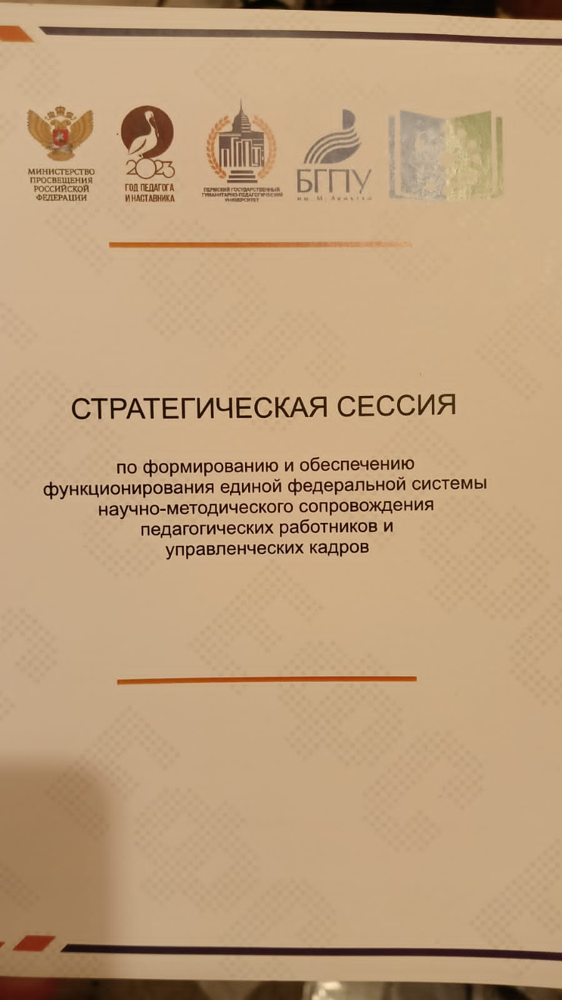 МИНИСТЕРСТВО
ПРОСВЕЩЕНИЯ
РОССИЙСКОЙ
ФЕДЕРАЦИИ
2023
ГОД ПЕДАГОГА
И НАСТАВНИКА
ПЕРМСКИЙ ГОСУДАРСТВЕННЫЙ
ГУМАНИТАРНО-ПЕДАГОГИЧЕСКИЙ
УНИВЕРСИТЕТ
БГПУ
им. М. Акмуллы
СТРАТЕГИЧЕСКАЯ СЕССИЯ
по формированию и обеспечению
функционирования единой федеральной системы
научно-методического сопровождения
педагогических работников и
управленческих кадров